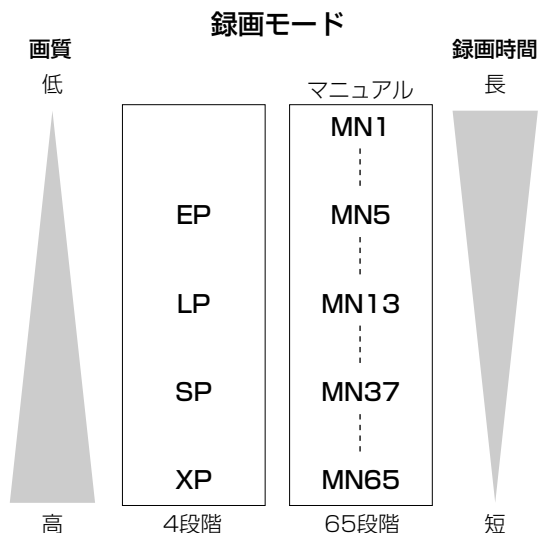 録画モード
画質
録画時間
低
マニュアル
長
MN1
EP
MN5
LP
MN13
SP
MN37
XP
MN65
高
4段階
65段階
短